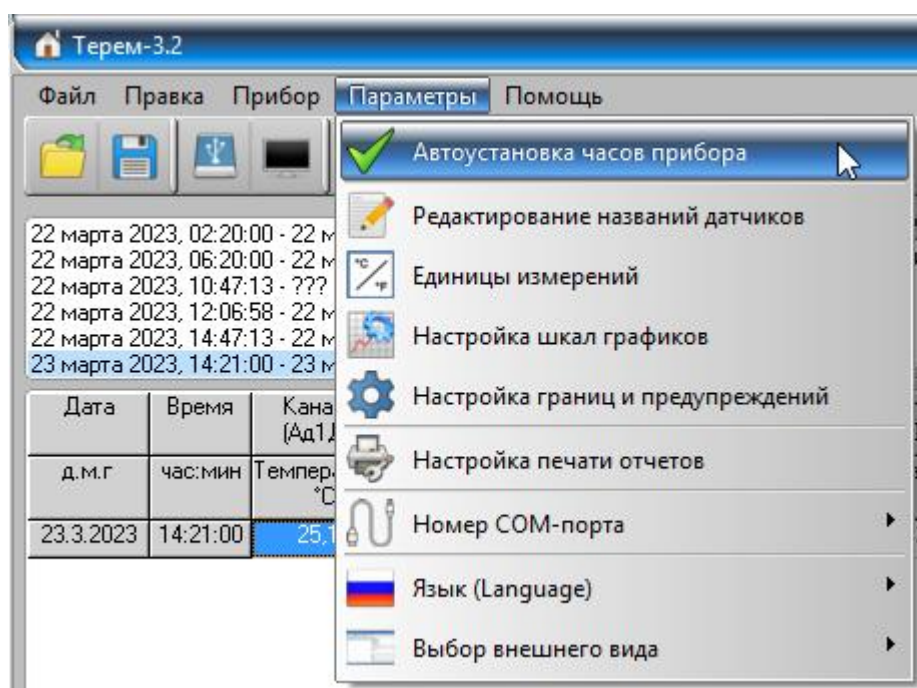 Терем-3.2
Файл Правка Прибор Параметры Помощь
Автоустановка часов прибора
Редактирование названий датчиков
°C/°F
Единицы измерений
Настройка шкал графиков
Настройка границ и предупреждений
Настройка печати отчетов
Номер COM-порта
Язык (Language)
Выбор внешнего вида
22 марта 2023, 02:20:00 - 22 м
22 марта 2023, 06:20:00 - 22 м
22 марта 2023, 10:47:13 - ???
22 марта 2023, 12:06:58 - 22 м
22 марта 2023, 14:47:13 - 22 м
23 марта 2023, 14:21:00 - 23 м
Дата Время Кана
(Ад1Д
д.м.г час:мин Темпера
°C
23.3.2023 14:21:00 25,1